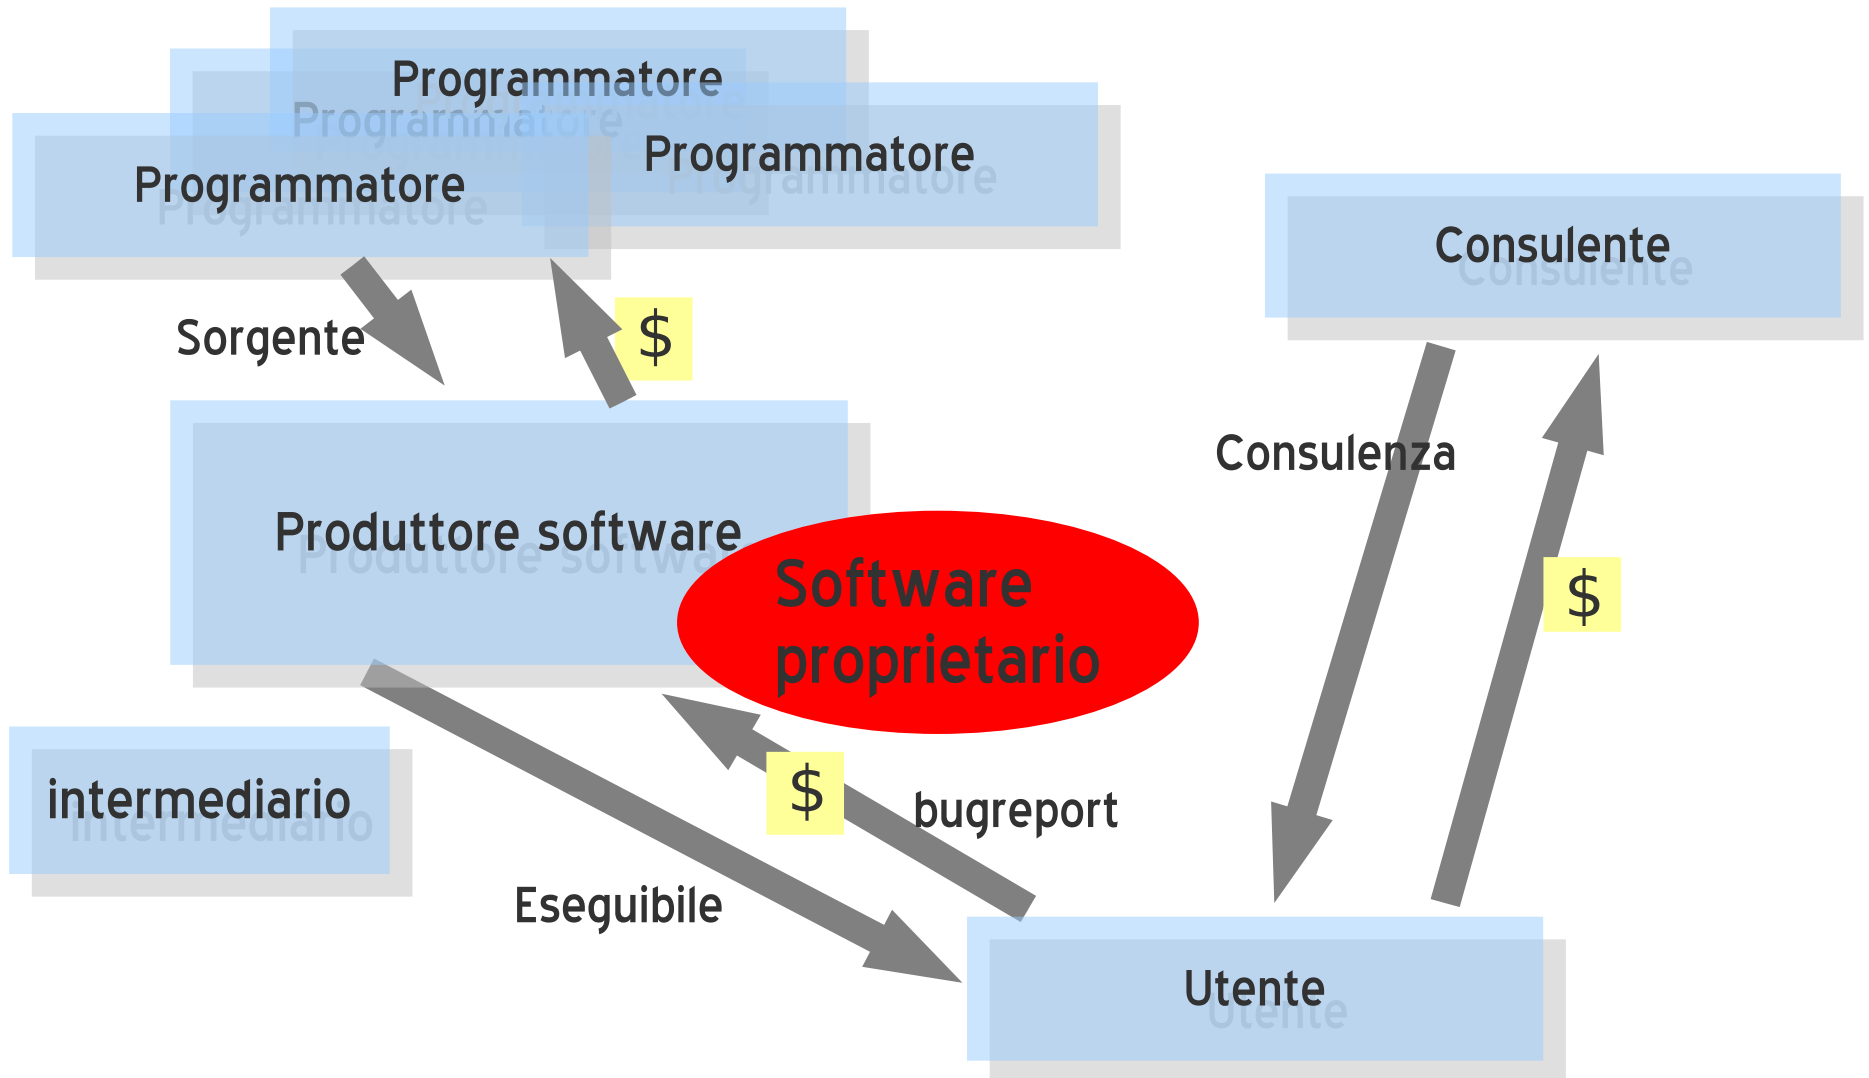 Programmatore
Programmatore
Programmatore
Programmatore
Consulente
Sorgente
$
Consulenza
Produttore software
Software
proprietario
$
intermediario
$
bugreport
Eseguibile
Utente